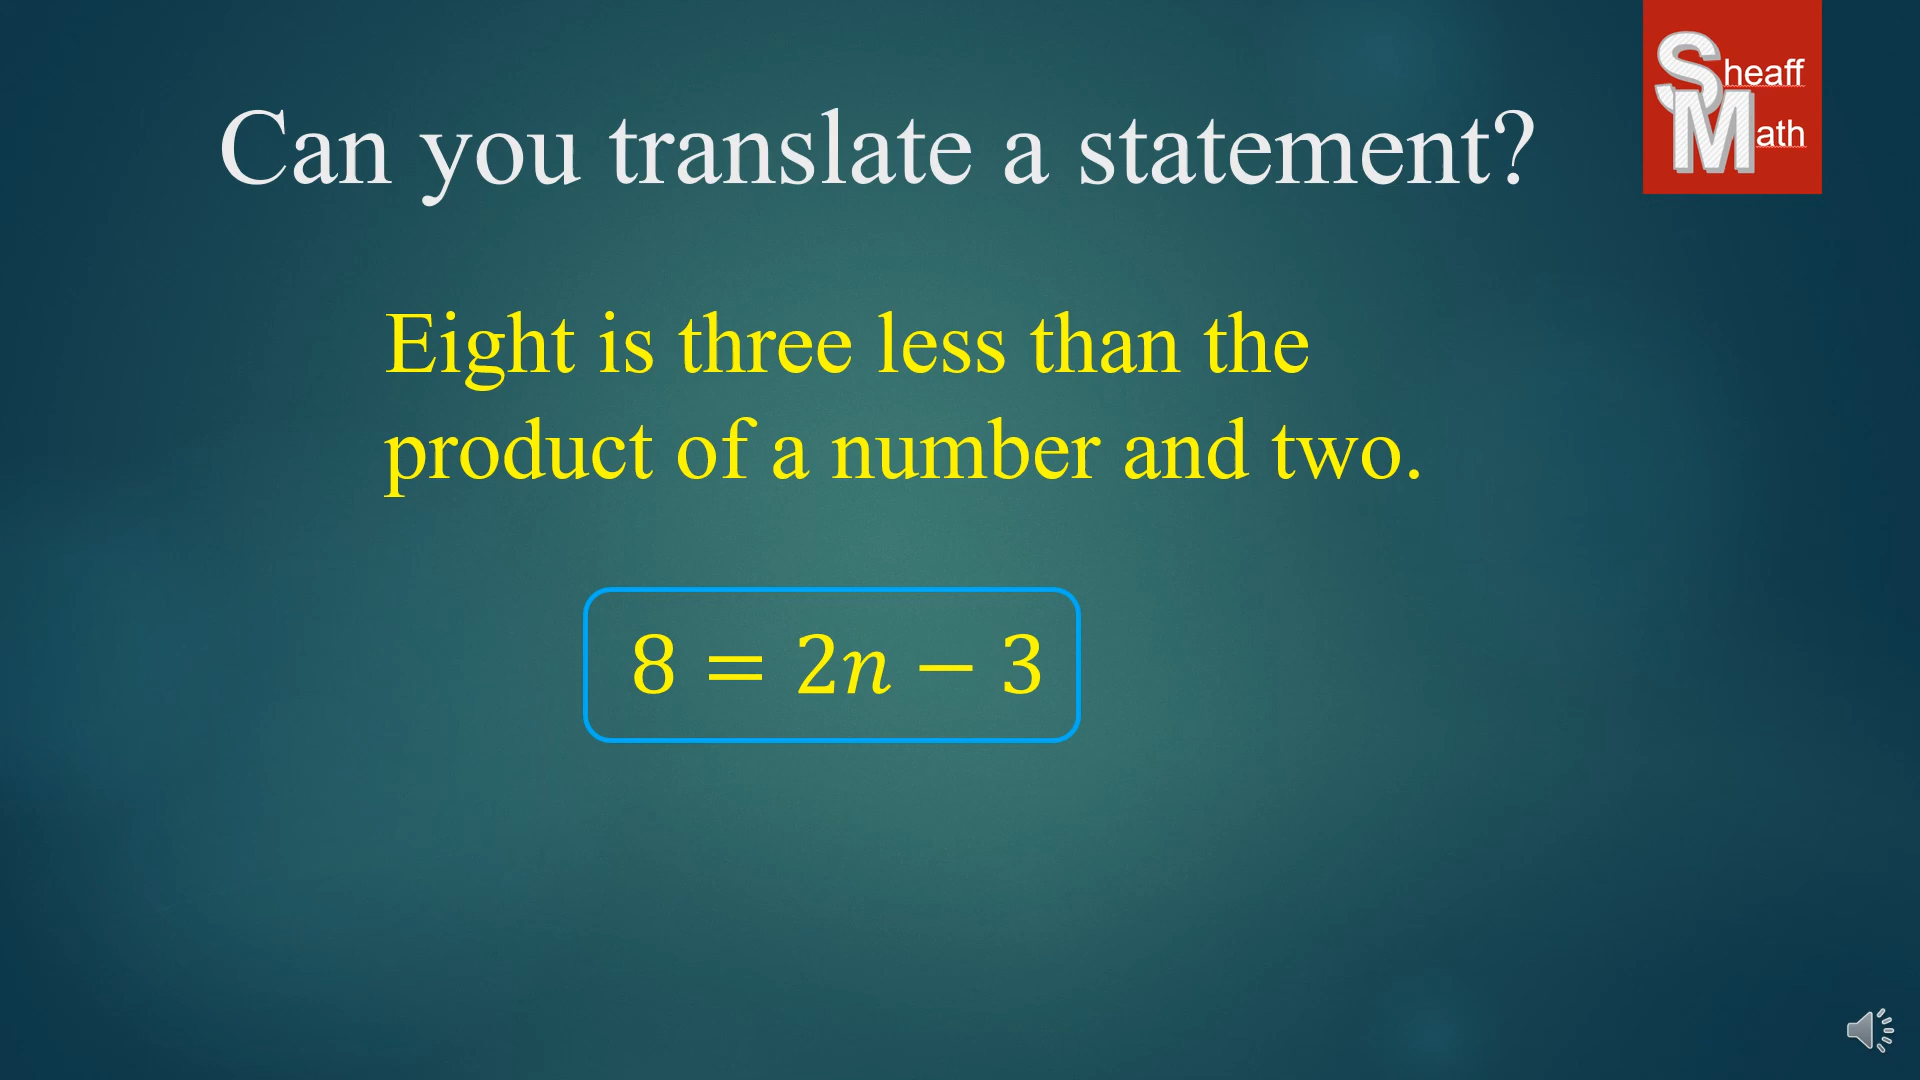 Sheaff
Math
Can you translate a statement?
Eight is three less than the
product of a number and two.
8 = 2n − 3